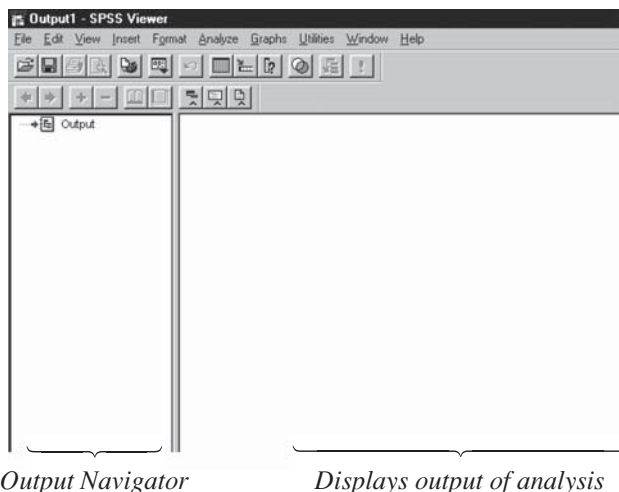 Output1 - SPSS Viewer
File Edit View Insert Format Analyze Graphs Utilities Window Help
Output
Output Navigator Displays output of analysis